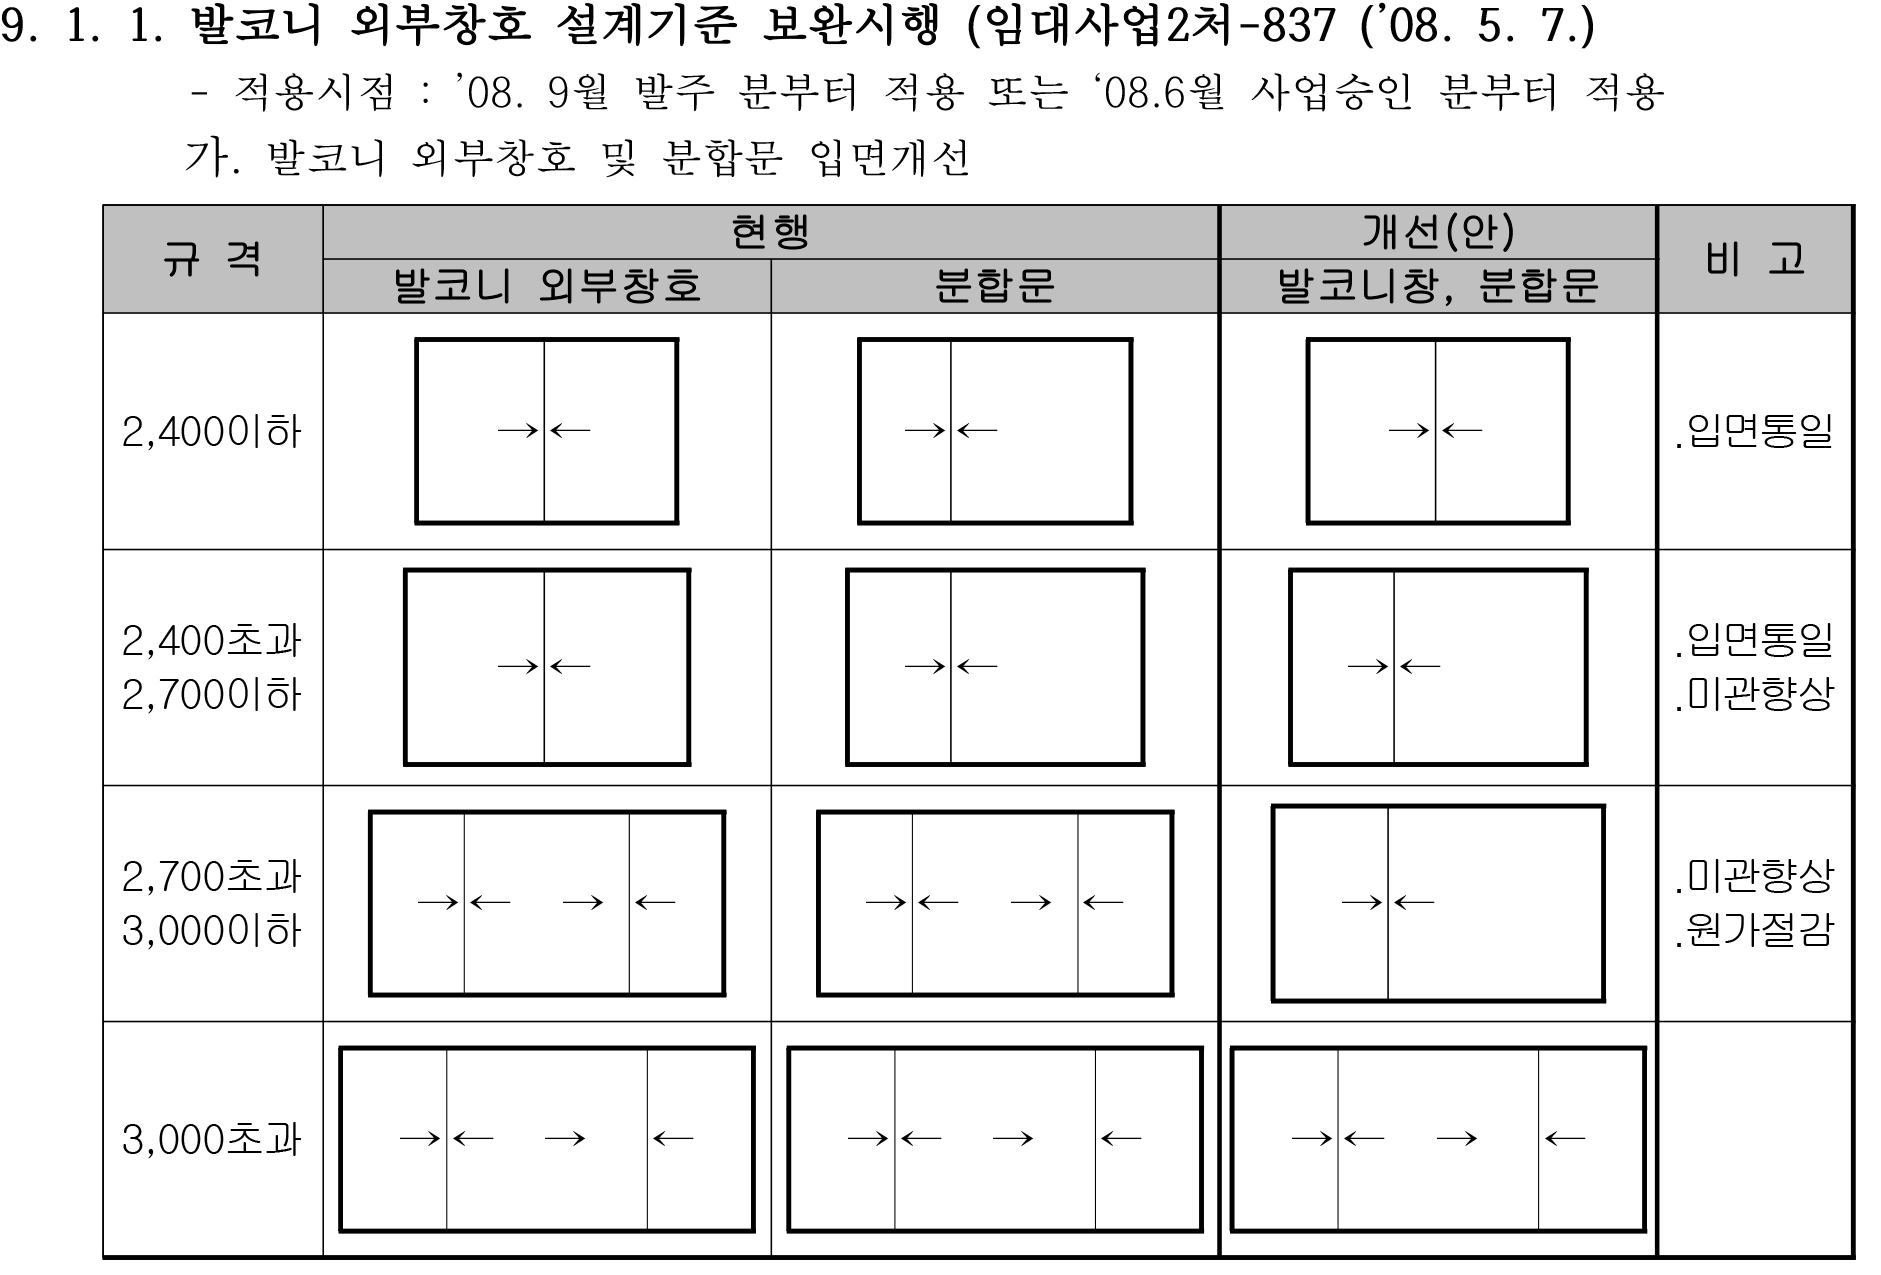 9. 1. 1. 발코니 외부창호 설계기준 보완시행 (임대사업2처-837 (’08. 5. 7.)
- 적용시점 : ’08. 9월 발주 분부터 적용 또는 ‘08.6월 사업승인 분부터 적용
가. 발코니 외부창호 및 분합문 입면개선
규 격
현행
개선(안)
비 고
발코니 외부창호
분합문
발코니창, 분합문
2,400이하
→ ←
→ ←
→ ←
.입면통일
2,400초과
2,700이하
→ ←
→ ←
→ ←
.입면통일
.미관향상
2,700초과
3,000이하
→ ← → ←
→ ← → ←
→ ←
.미관향상
.원가절감
3,000초과
→ ← → ←
→ ← → ←
→ ← → ←